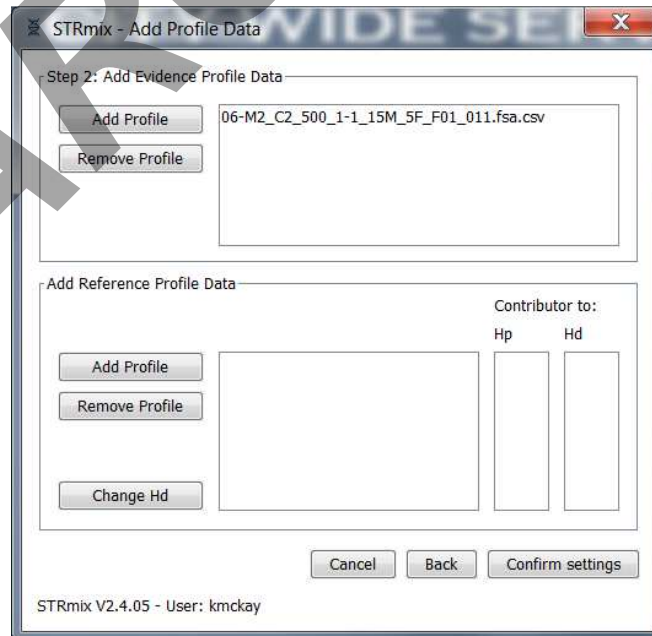 STRmix - Add Profile Data
Step 2: Add Evidence Profile Data
Add Profile
06-M2_C2_500_1-1_15M_5F_F01_011.fsa.csv
Remove Profile
Add Reference Profile Data
Contributor to:
Hp Hd
Add Profile
Remove Profile
Change Hd
Cancel Back Confirm settings
STRmix V2.4.05 - User: kmckay